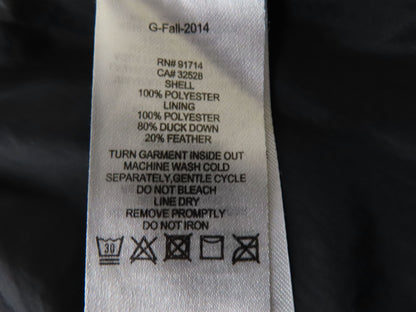 G-Fall-2014
RN# 91714
CA# 32528
SHELL
100% POLYESTER
LINING
100% POLYESTER
80% DUCK DOWN
20% FEATHER
TURN GARMENT INSIDE OUT
MACHINE WASH COLD
SEPARATELY,GENTLE CYCLE
DO NOT BLEACH
LINE DRY
REMOVE PROMPTLY
DO NOT IRON
30